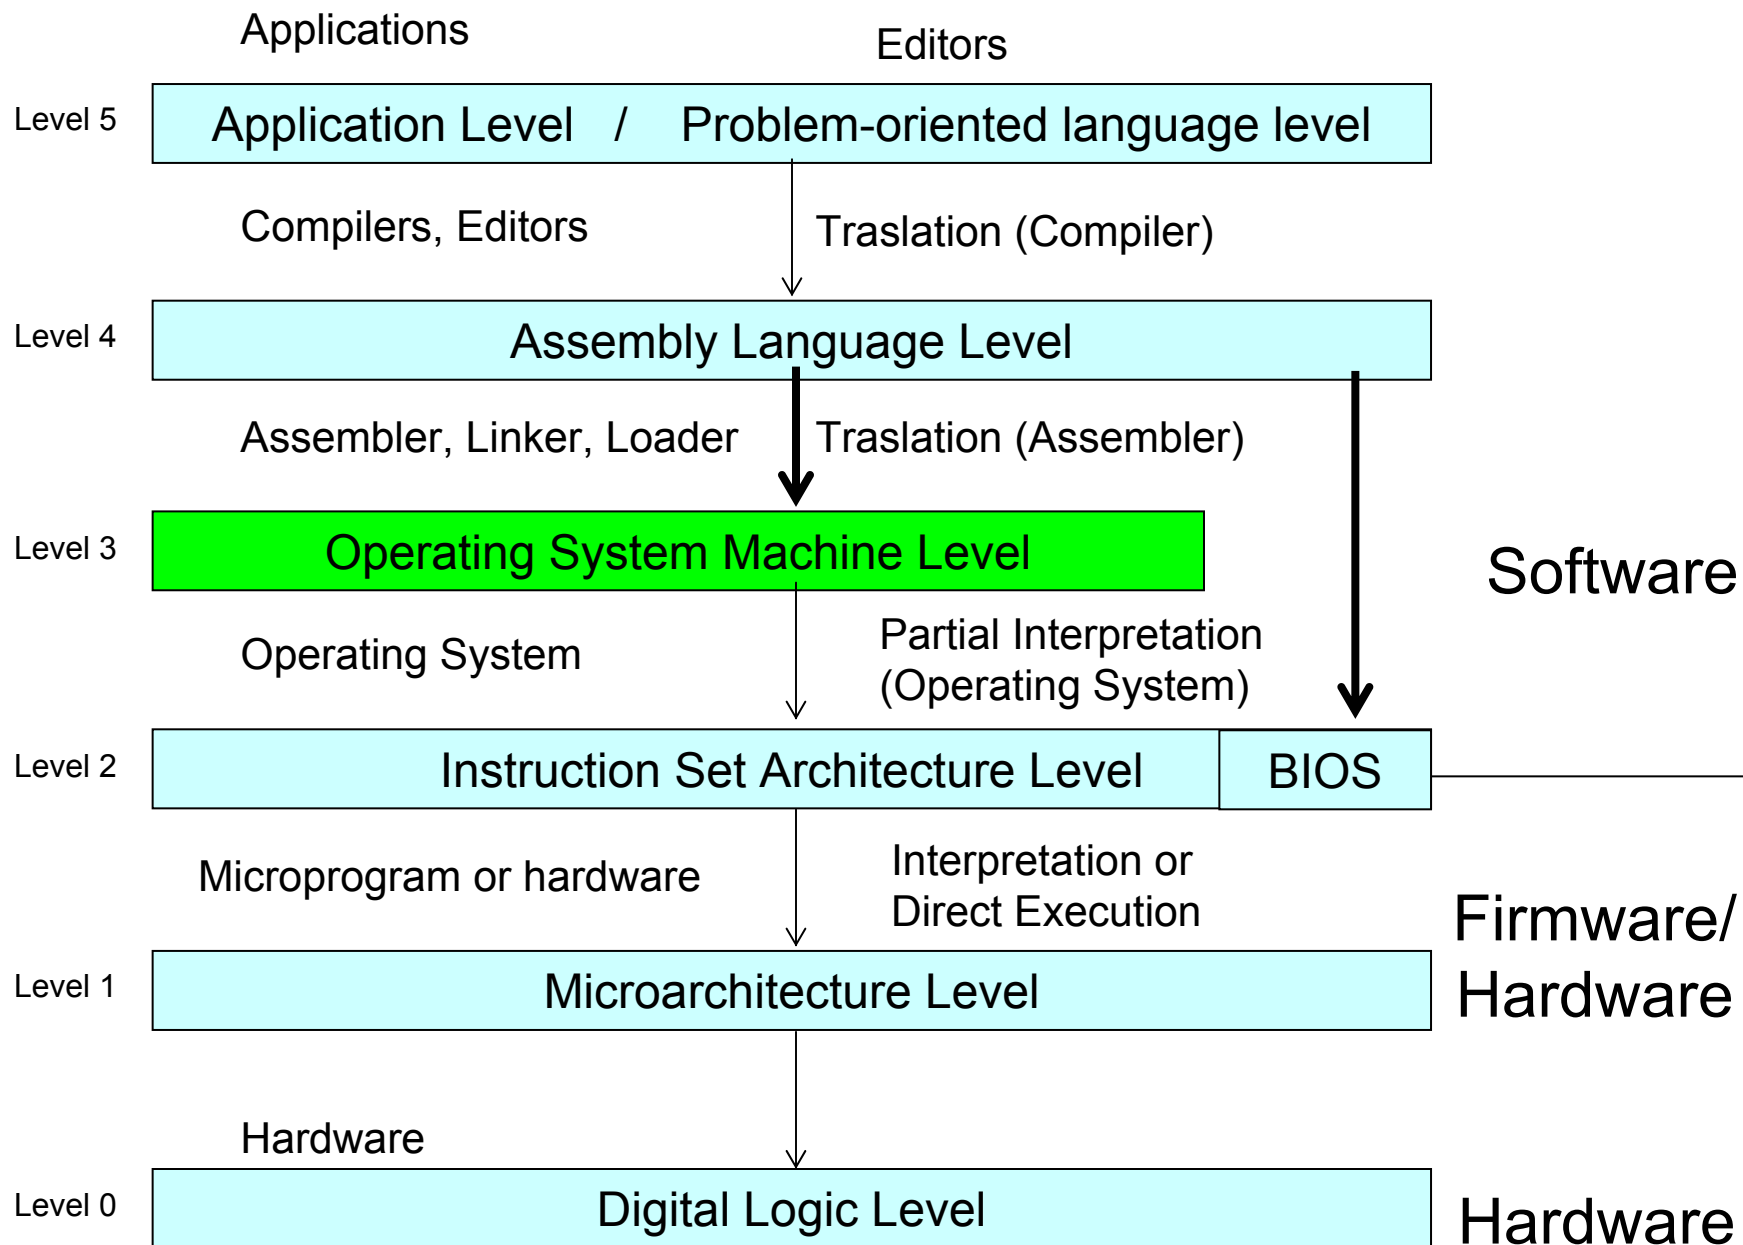 Applications
Editors
Level 5
Application Level / Problem-oriented language level
Compilers, Editors
Traslation (Compiler)
Level 4
Assembly Language Level
Assembler, Linker, Loader
Traslation (Assembler)
Level 3
Operating System Machine Level
Software
Operating System
Partial Interpretation
(Operating System)
Level 2
Instruction Set Architecture Level
BIOS
Microprogram or hardware
Interpretation or
Direct Execution
Firmware/
Hardware
Level 1
Microarchitecture Level
Hardware
Level 0
Digital Logic Level
Hardware